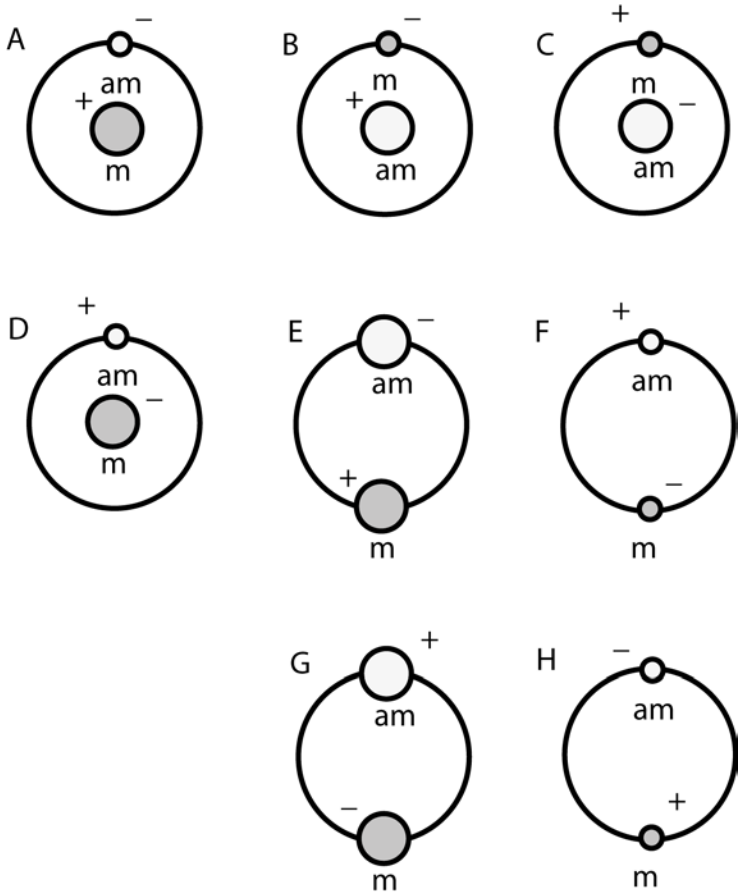 A − B − C +
am m m
+ + −
m am am
D + E − F +
am am am
− + −
m m m
G + H −
am am
− +
m m